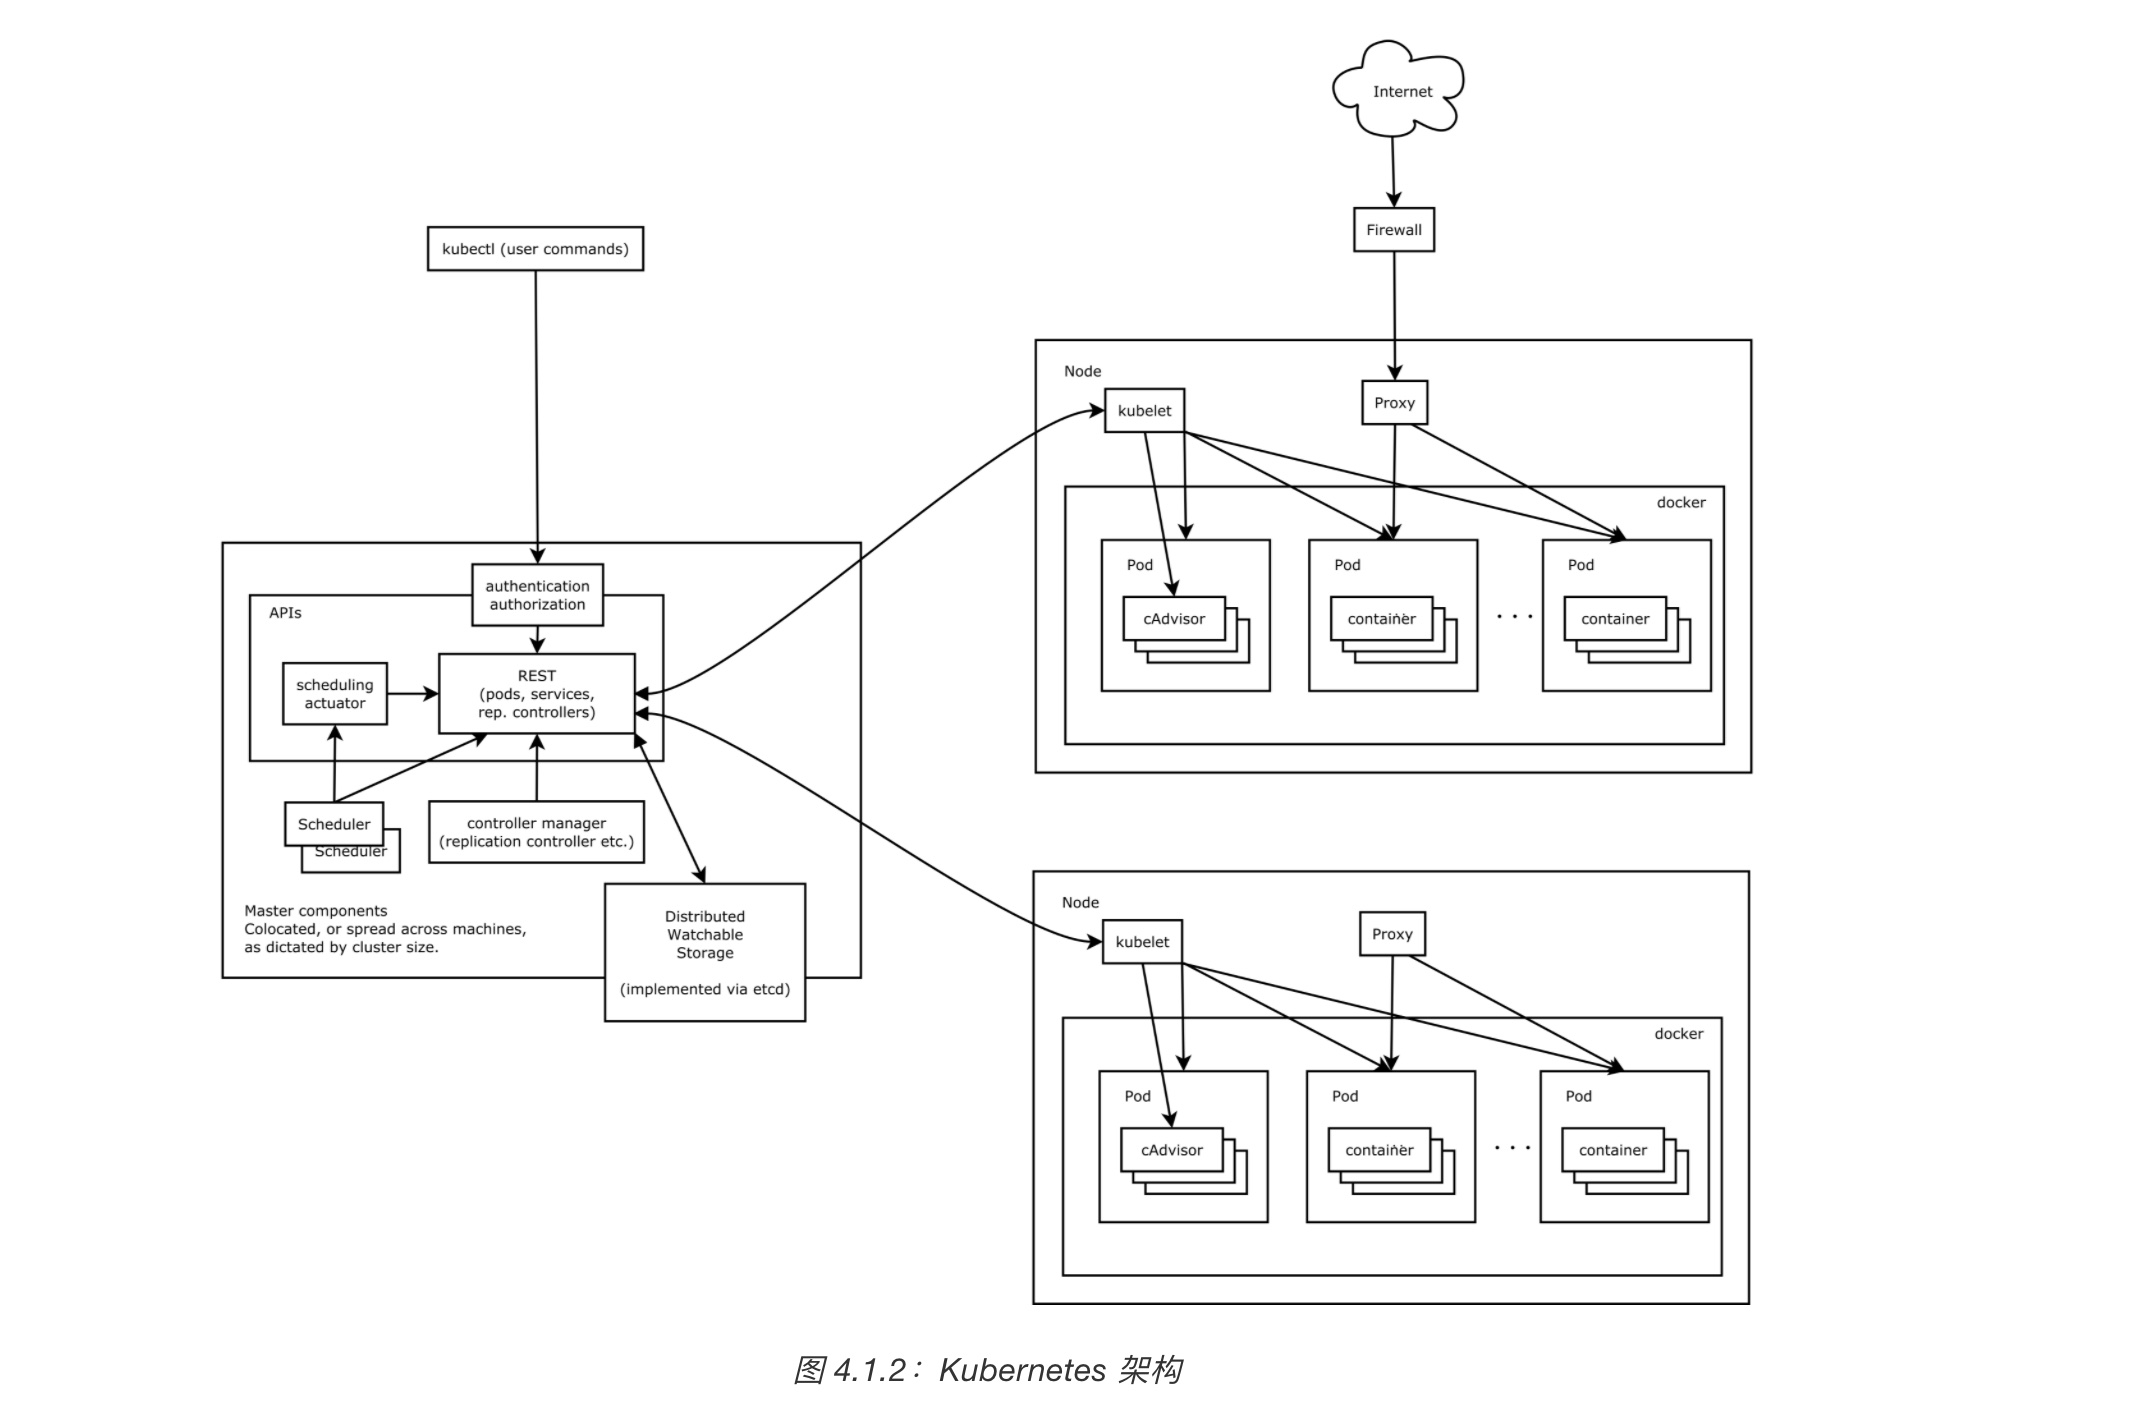 Internet
Firewall
kubectl (user commands)
authentication
authorization
APIs
scheduling
actuator
REST
(pods, services,
rep. controllers)
Scheduler
Scheduler
controller manager
(replication controller etc.)
Master components
Colocated, or spread across machines,
as dictated by cluster size.
Distributed
Watchable
Storage
(implemented via etcd)
Node
kubelet
Proxy
docker
Pod
cAdvisor
Pod
container
. . .
Pod
container
Node
kubelet
Proxy
docker
Pod
cAdvisor
Pod
container
. . .
Pod
container
图 4.1.2：Kubernetes 架构